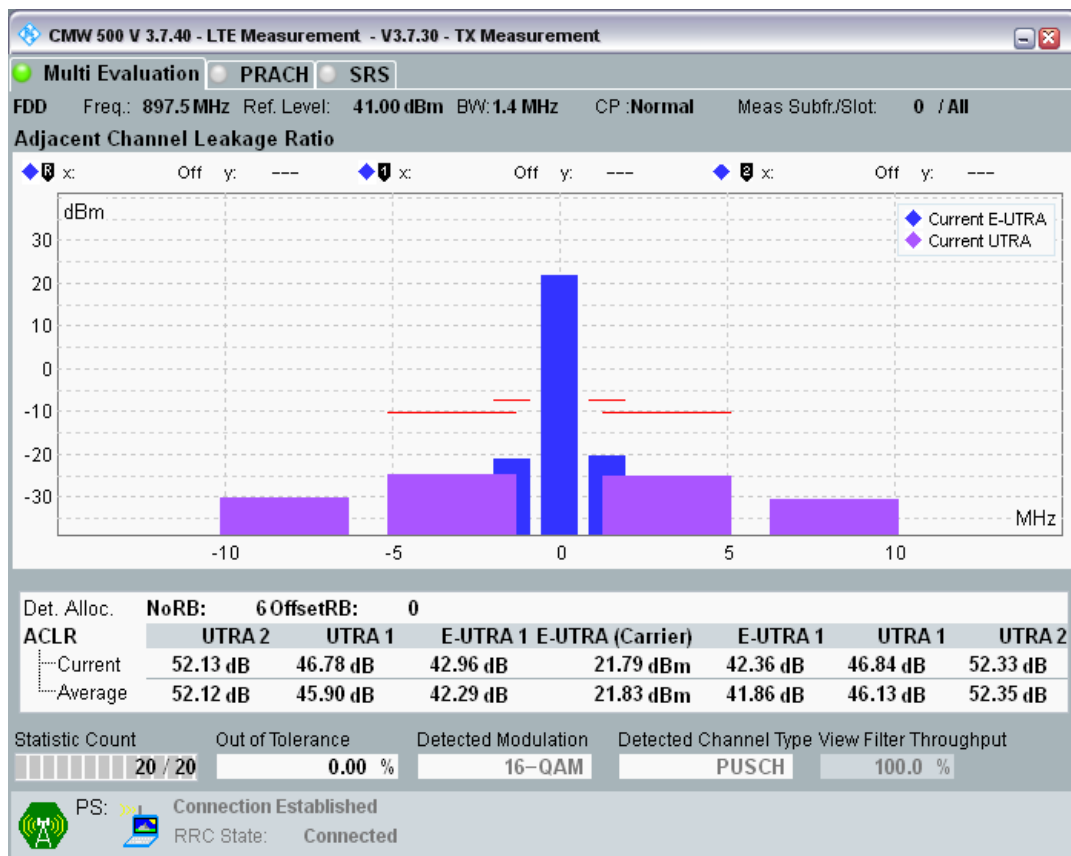 CMW 500 V 3.7.40 - LTE Measurement - V3.7.30 - TX Measurement
Multi Evaluation PRACH SRS
FDD Freq.: 897.5 MHz Ref. Level: 41.00 dBm BW: 1.4 MHz CP :Normal Meas Subfr./Slot: 0 / All
Adjacent Channel Leakage Ratio
R x: Off y: --- 1 x: Off y: --- 2 x: Off y: ---
dBm
Current E-UTRA
Current UTRA
30
20
10
0
-10
-20
-30
MHz
-10 -5 0 5 10
Det. Alloc. NoRB: 6 OffsetRB: 0
ACLR UTRA 2 UTRA 1 E-UTRA 1 E-UTRA (Carrier) E-UTRA 1 UTRA 1 UTRA 2
Current 52.13 dB 46.78 dB 42.96 dB 21.79 dBm 42.36 dB 46.84 dB 52.33 dB
Average 52.12 dB 45.90 dB 42.29 dB 21.83 dBm 41.86 dB 46.13 dB 52.35 dB
Statistic Count Out of Tolerance Detected Modulation Detected Channel Type View Filter Throughput
20 / 20 0.00 % 16-QAM PUSCH 100.0 %
PS: Connection Established
RRC State: Connected